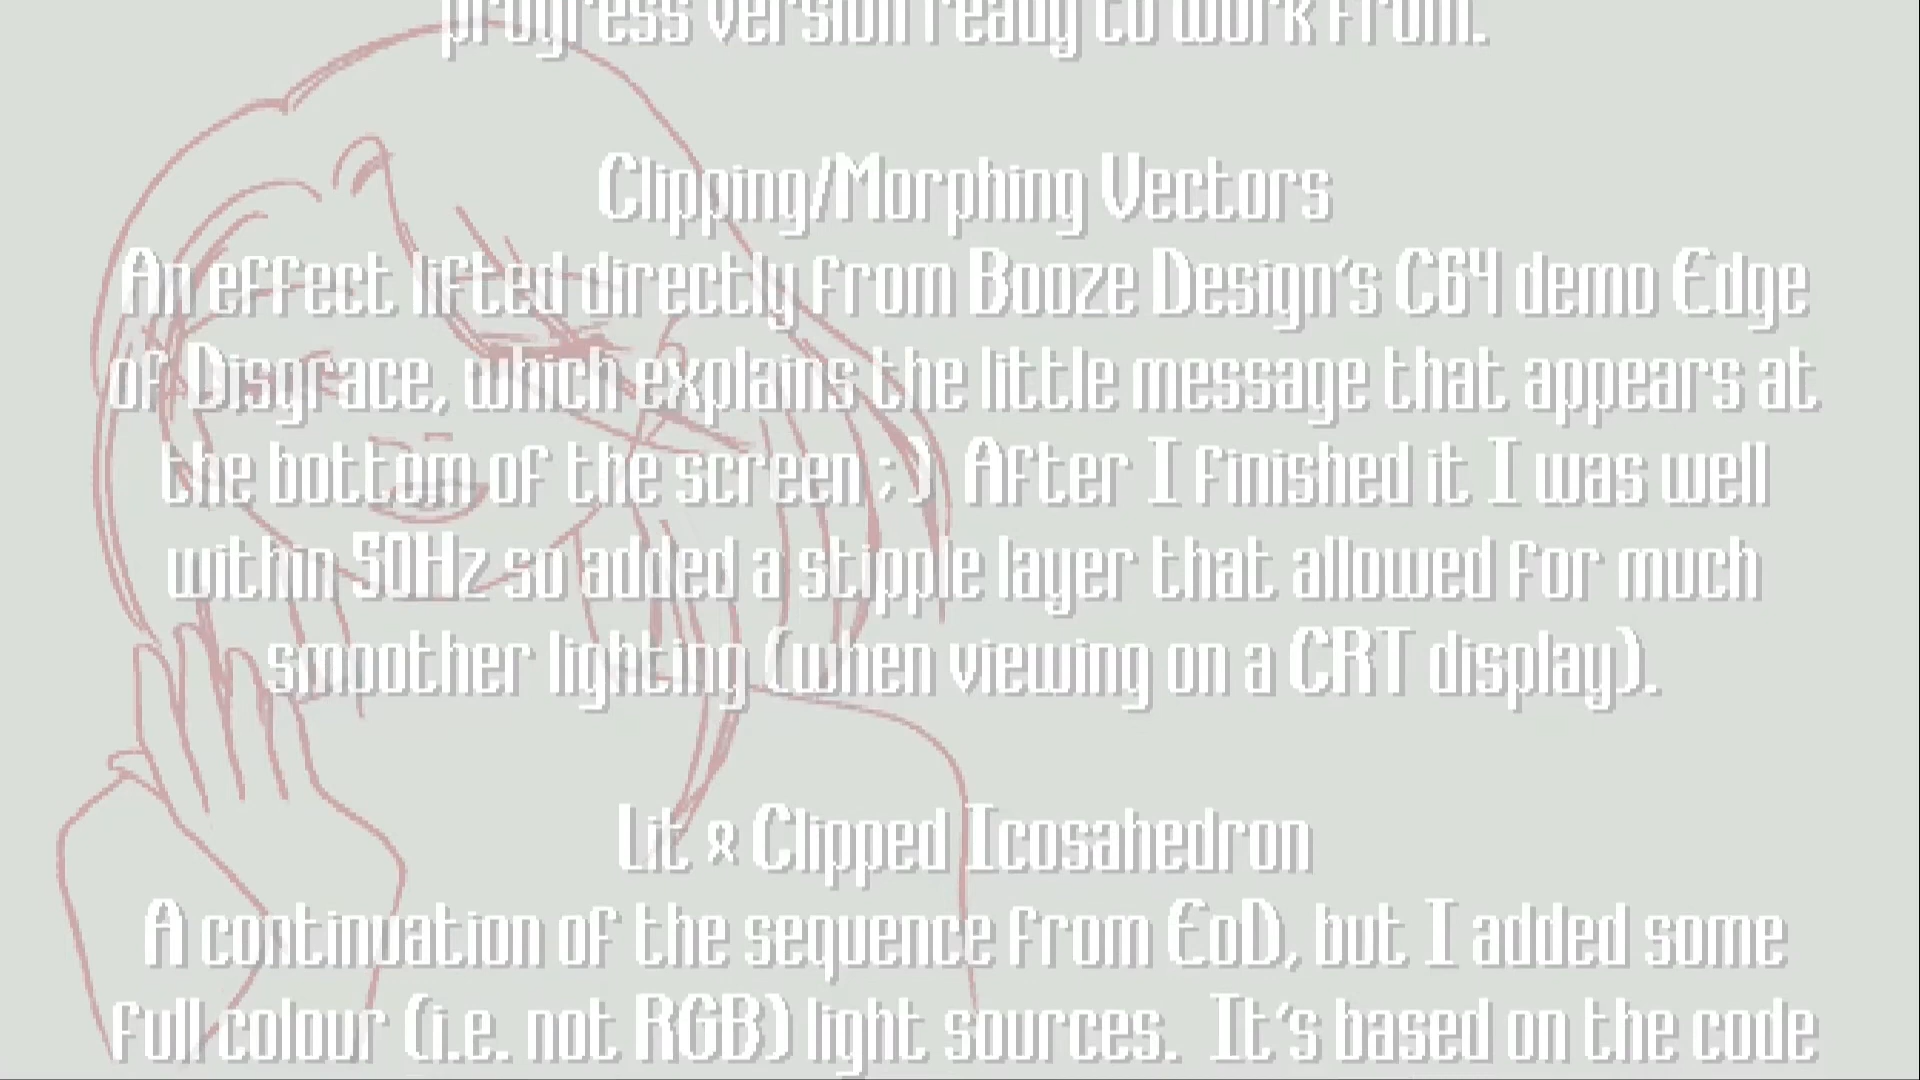 progress version ready to work from.
Clipping/Morphing Vectors
An effect lifted directly from Booze Design's C64 demo Edge
of Disgrace, which explains the little message that appears at
the bottom of the screen ;)  After I finished it I was well
within 50Hz so added a stipple layer that allowed for much
smoother lighting (when viewing on a CRT display).
Lit & Clipped Icosahedron
A continuation of the sequence from EoD, but I added some
full colour (i.e. not RGB) light sources.  It's based on the code